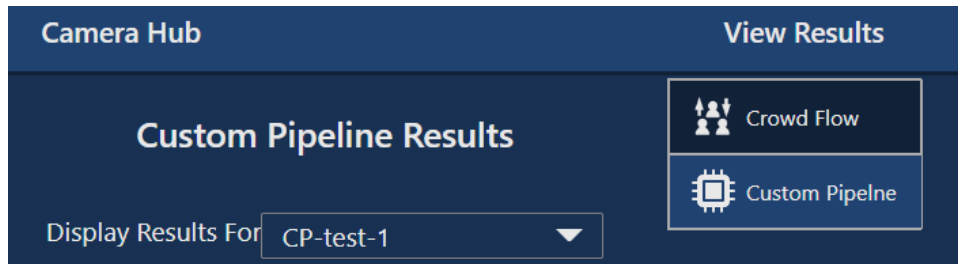 Camera Hub
View Results
Custom Pipeline Results
Crowd Flow
Custom Pipelne
Display Results For
CP-test-1